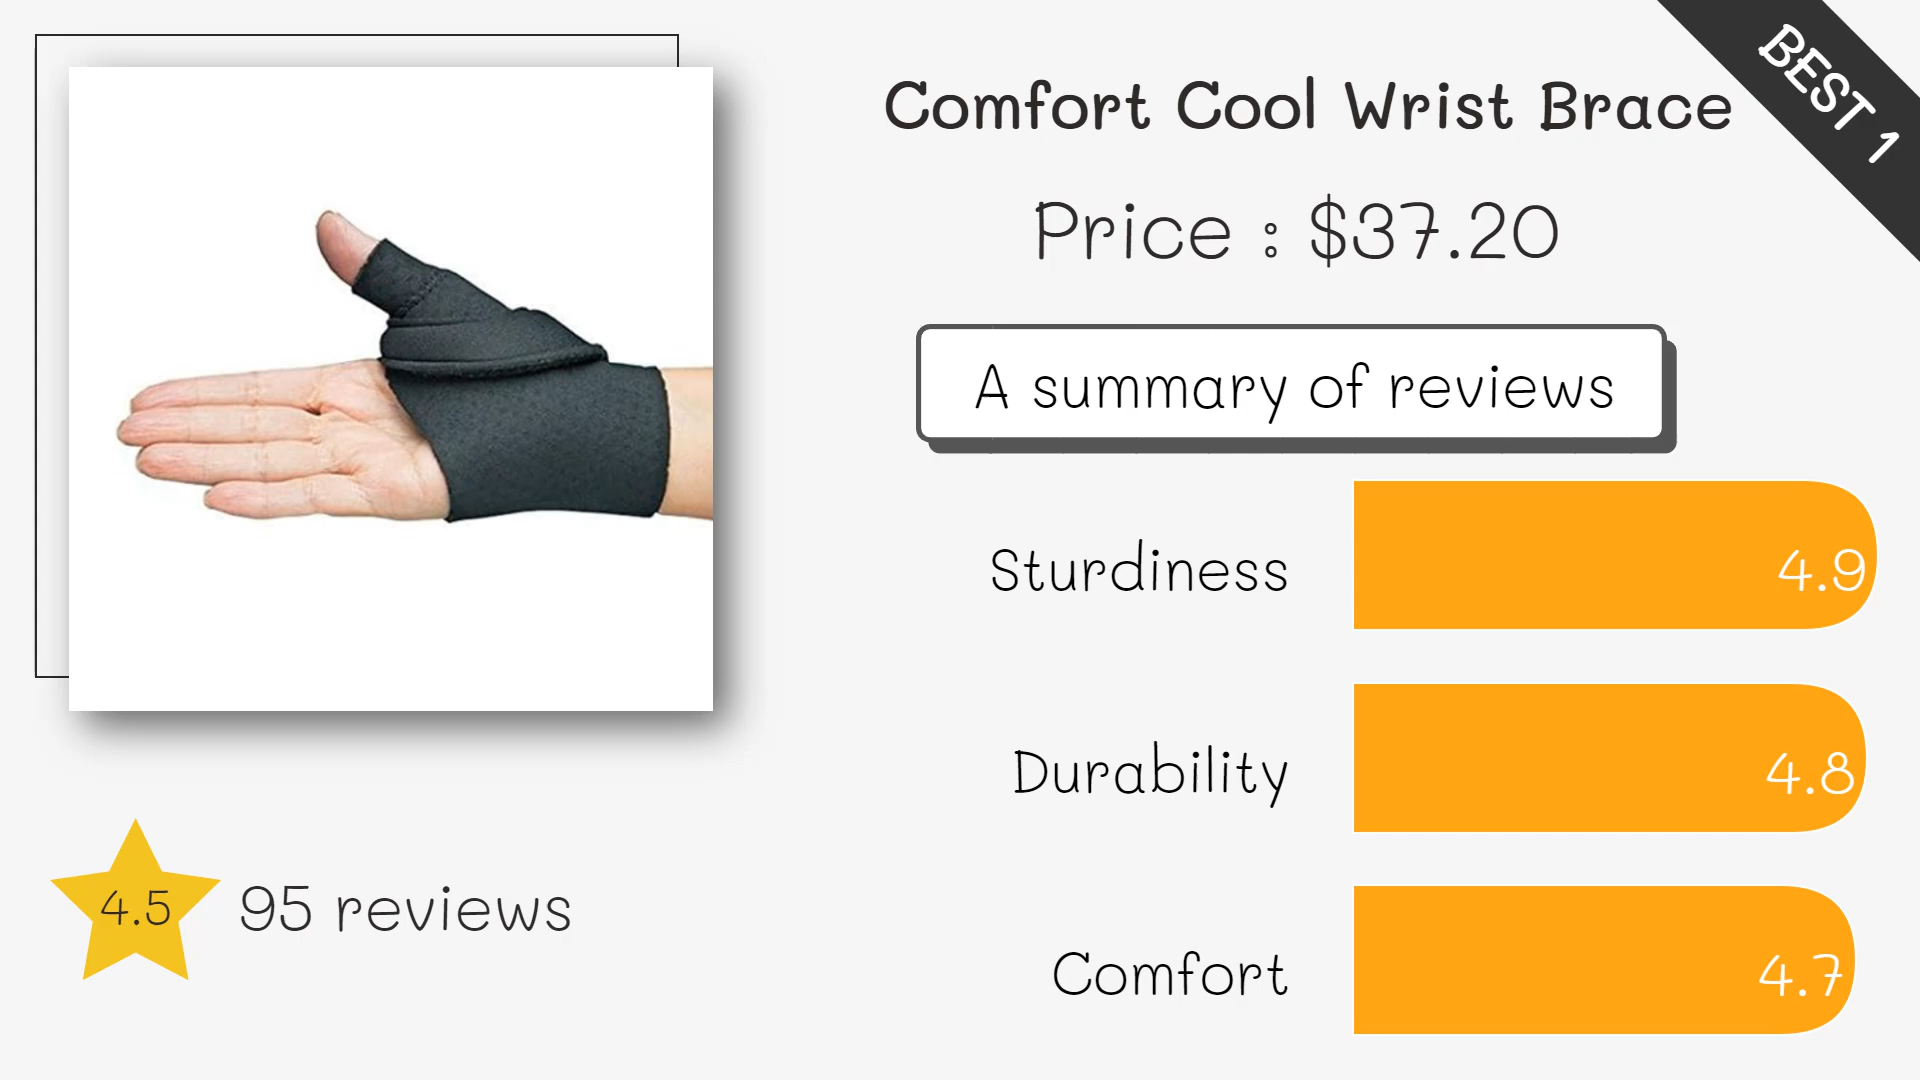 BEST 1
Comfort Cool Wrist Brace
Price : $37.20
A summary of reviews
Sturdiness 4.9
Durability 4.8
Comfort 4.7
4.5 95 reviews